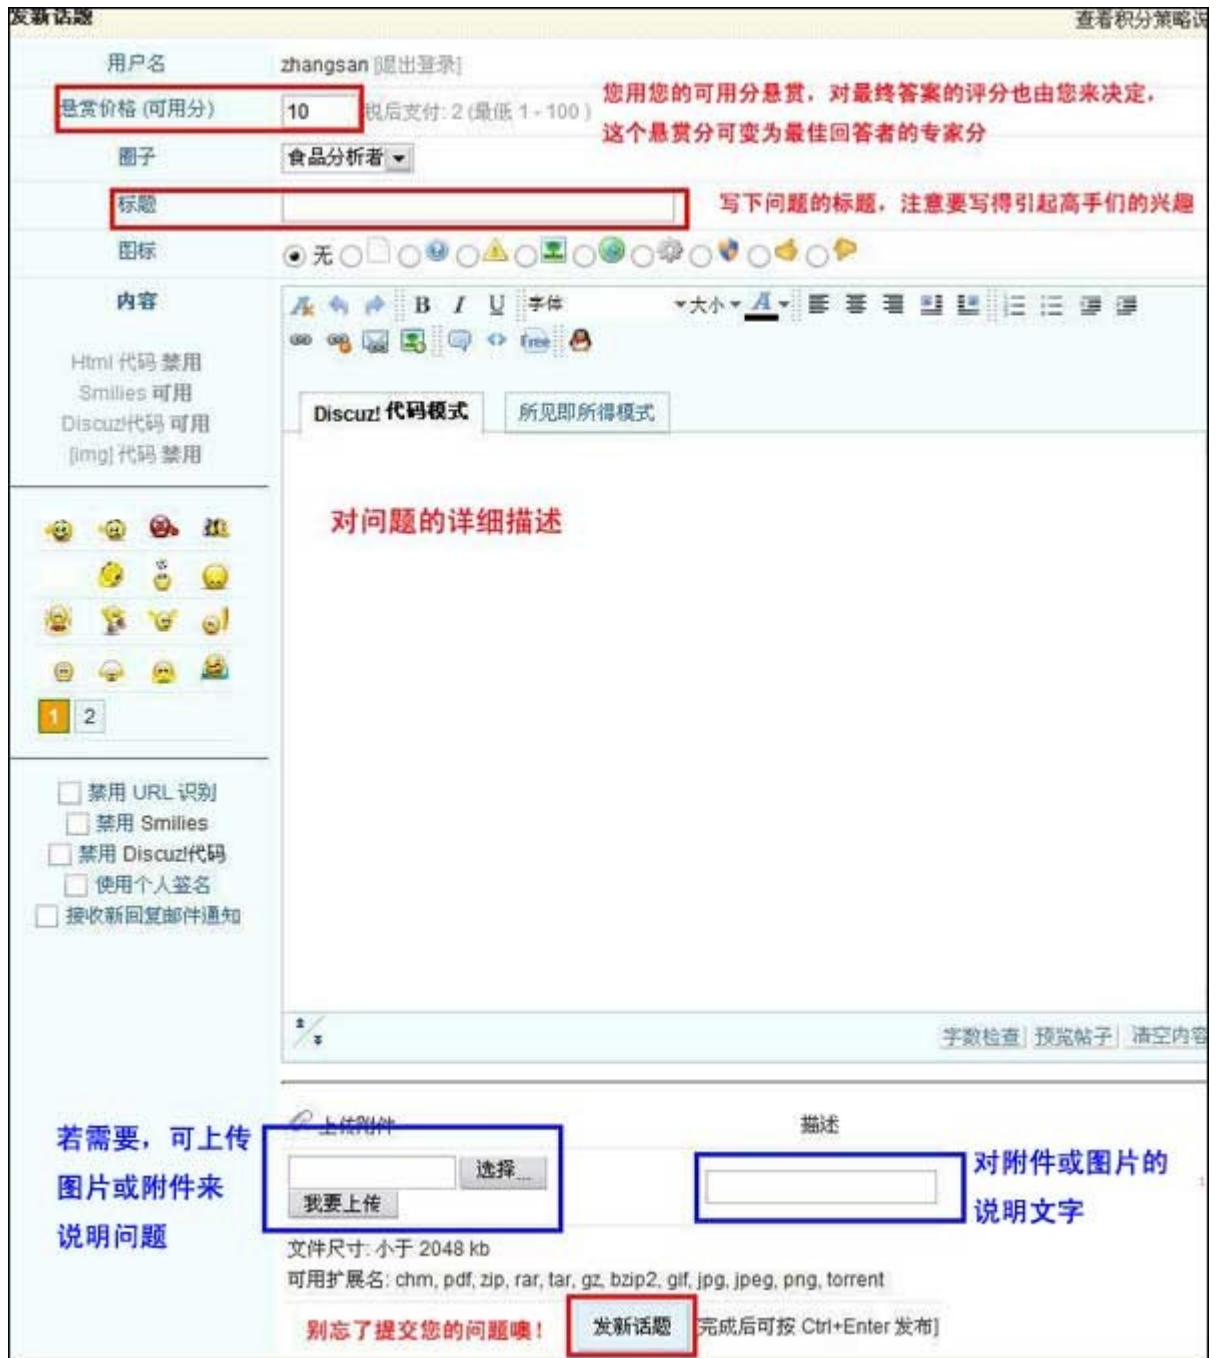 发新话题
查看积分策略说
用户名
zhangsan [退出登录]
悬赏价格 (可用分)
10
税后支付: 2 (最低 1 - 100 )
您用您的可用分悬赏，对最终答案的评分也由您来决定，
这个悬赏分可变为最佳回答者的专家分
圈子
食品分析者
标题
写下问题的标题，注意要写得引起高手们的兴趣
图标
无
内容
B I U 字体 大小 A
Free
Html 代码 禁用
Smilies 可用
Discuz!代码 可用
[img] 代码 禁用
Discuz! 代码模式
所见即所得模式
对问题的详细描述
1 2
禁用 URL 识别
禁用 Smilies
禁用 Discuz!代码
使用个人签名
接收新回复邮件通知
字数检查 预览帖子 清空内容
上传附件
描述
若需要，可上传
图片或附件来
说明问题
选择...
我要上传
对附件或图片的
说明文字
文件尺寸: 小于 2048 kb
可用扩展名: chm, pdf, zip, rar, tar, gz, bzip2, gif, jpg, jpeg, png, torrent
别忘了提交您的问题噢！
发新话题
[完成后可按 Ctrl+Enter 发布]